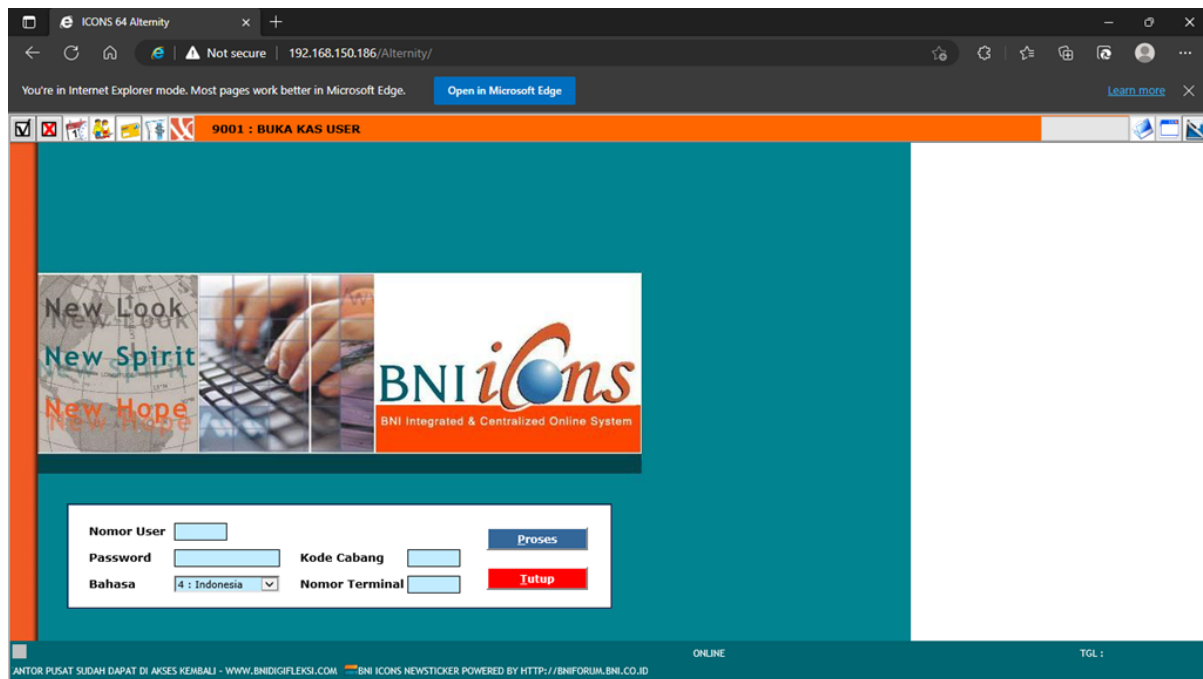 ICONS 64 Alternity
Not secure 192.168.150.186/Alternity/
You're in Internet Explorer mode. Most pages work better in Microsoft Edge. Open in Microsoft Edge Learn more
9001 : BUKA KAS USER
New Look
New Spirit
New Hope
BNI icons
BNI Integrated & Centralized Online System
Nomor User
Proses
Password Kode Cabang
Bahasa 4 : Indonesia Nomor Terminal
Tutup
ONLINE TGL :
ANTOR PUSAT SUDAH DAPAT DI AKSES KEMBALI - WWW.BNIDIGIFLEKSI.COM BNI ICONS NEWSTICKER POWERED BY HTTP://BNIFORUM.BNI.CO.ID